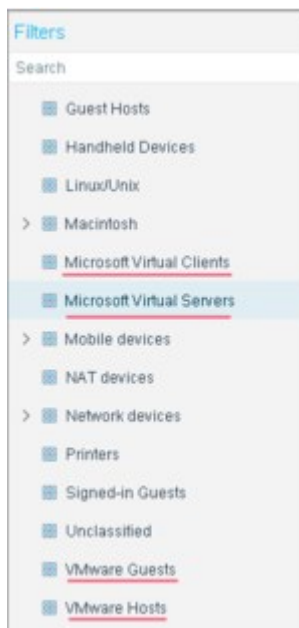 Filters
Search
Guest Hosts
Handheld Devices
Linux/Unix
Macintosh
Microsoft Virtual Clients
Microsoft Virtual Servers
Mobile devices
NAT devices
Network devices
Printers
Signed-in Guests
Unclassified
VMware Guests
VMware Hosts